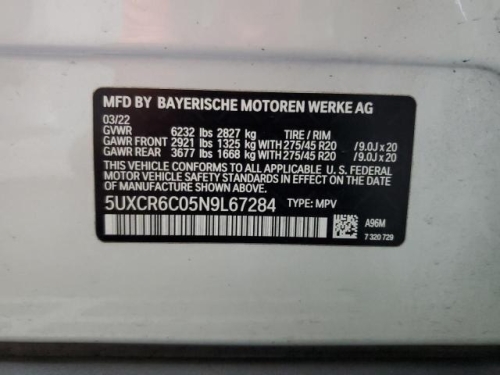 MFD BY BAYERISCHE MOTOREN WERKE AG
03/22
GVWR 6232 lbs 2827 kg TIRE / RIM
GAWR FRONT 2921 lbs 1325 kg WITH 275/45 R20 /9.0J x 20
GAWR REAR 3677 lbs 1668 kg WITH 275/45 R20 /9.0J x 20
THIS VEHICLE CONFORMS TO ALL APPLICABLE U.S. FEDERAL
MOTOR VEHICLE SAFETY STANDARDS IN EFFECT ON THE
DATE OF MANUFACTURE SHOWN ABOVE.
5UXCR6C05N9L67284 TYPE: MPV
A96M
7 320 729